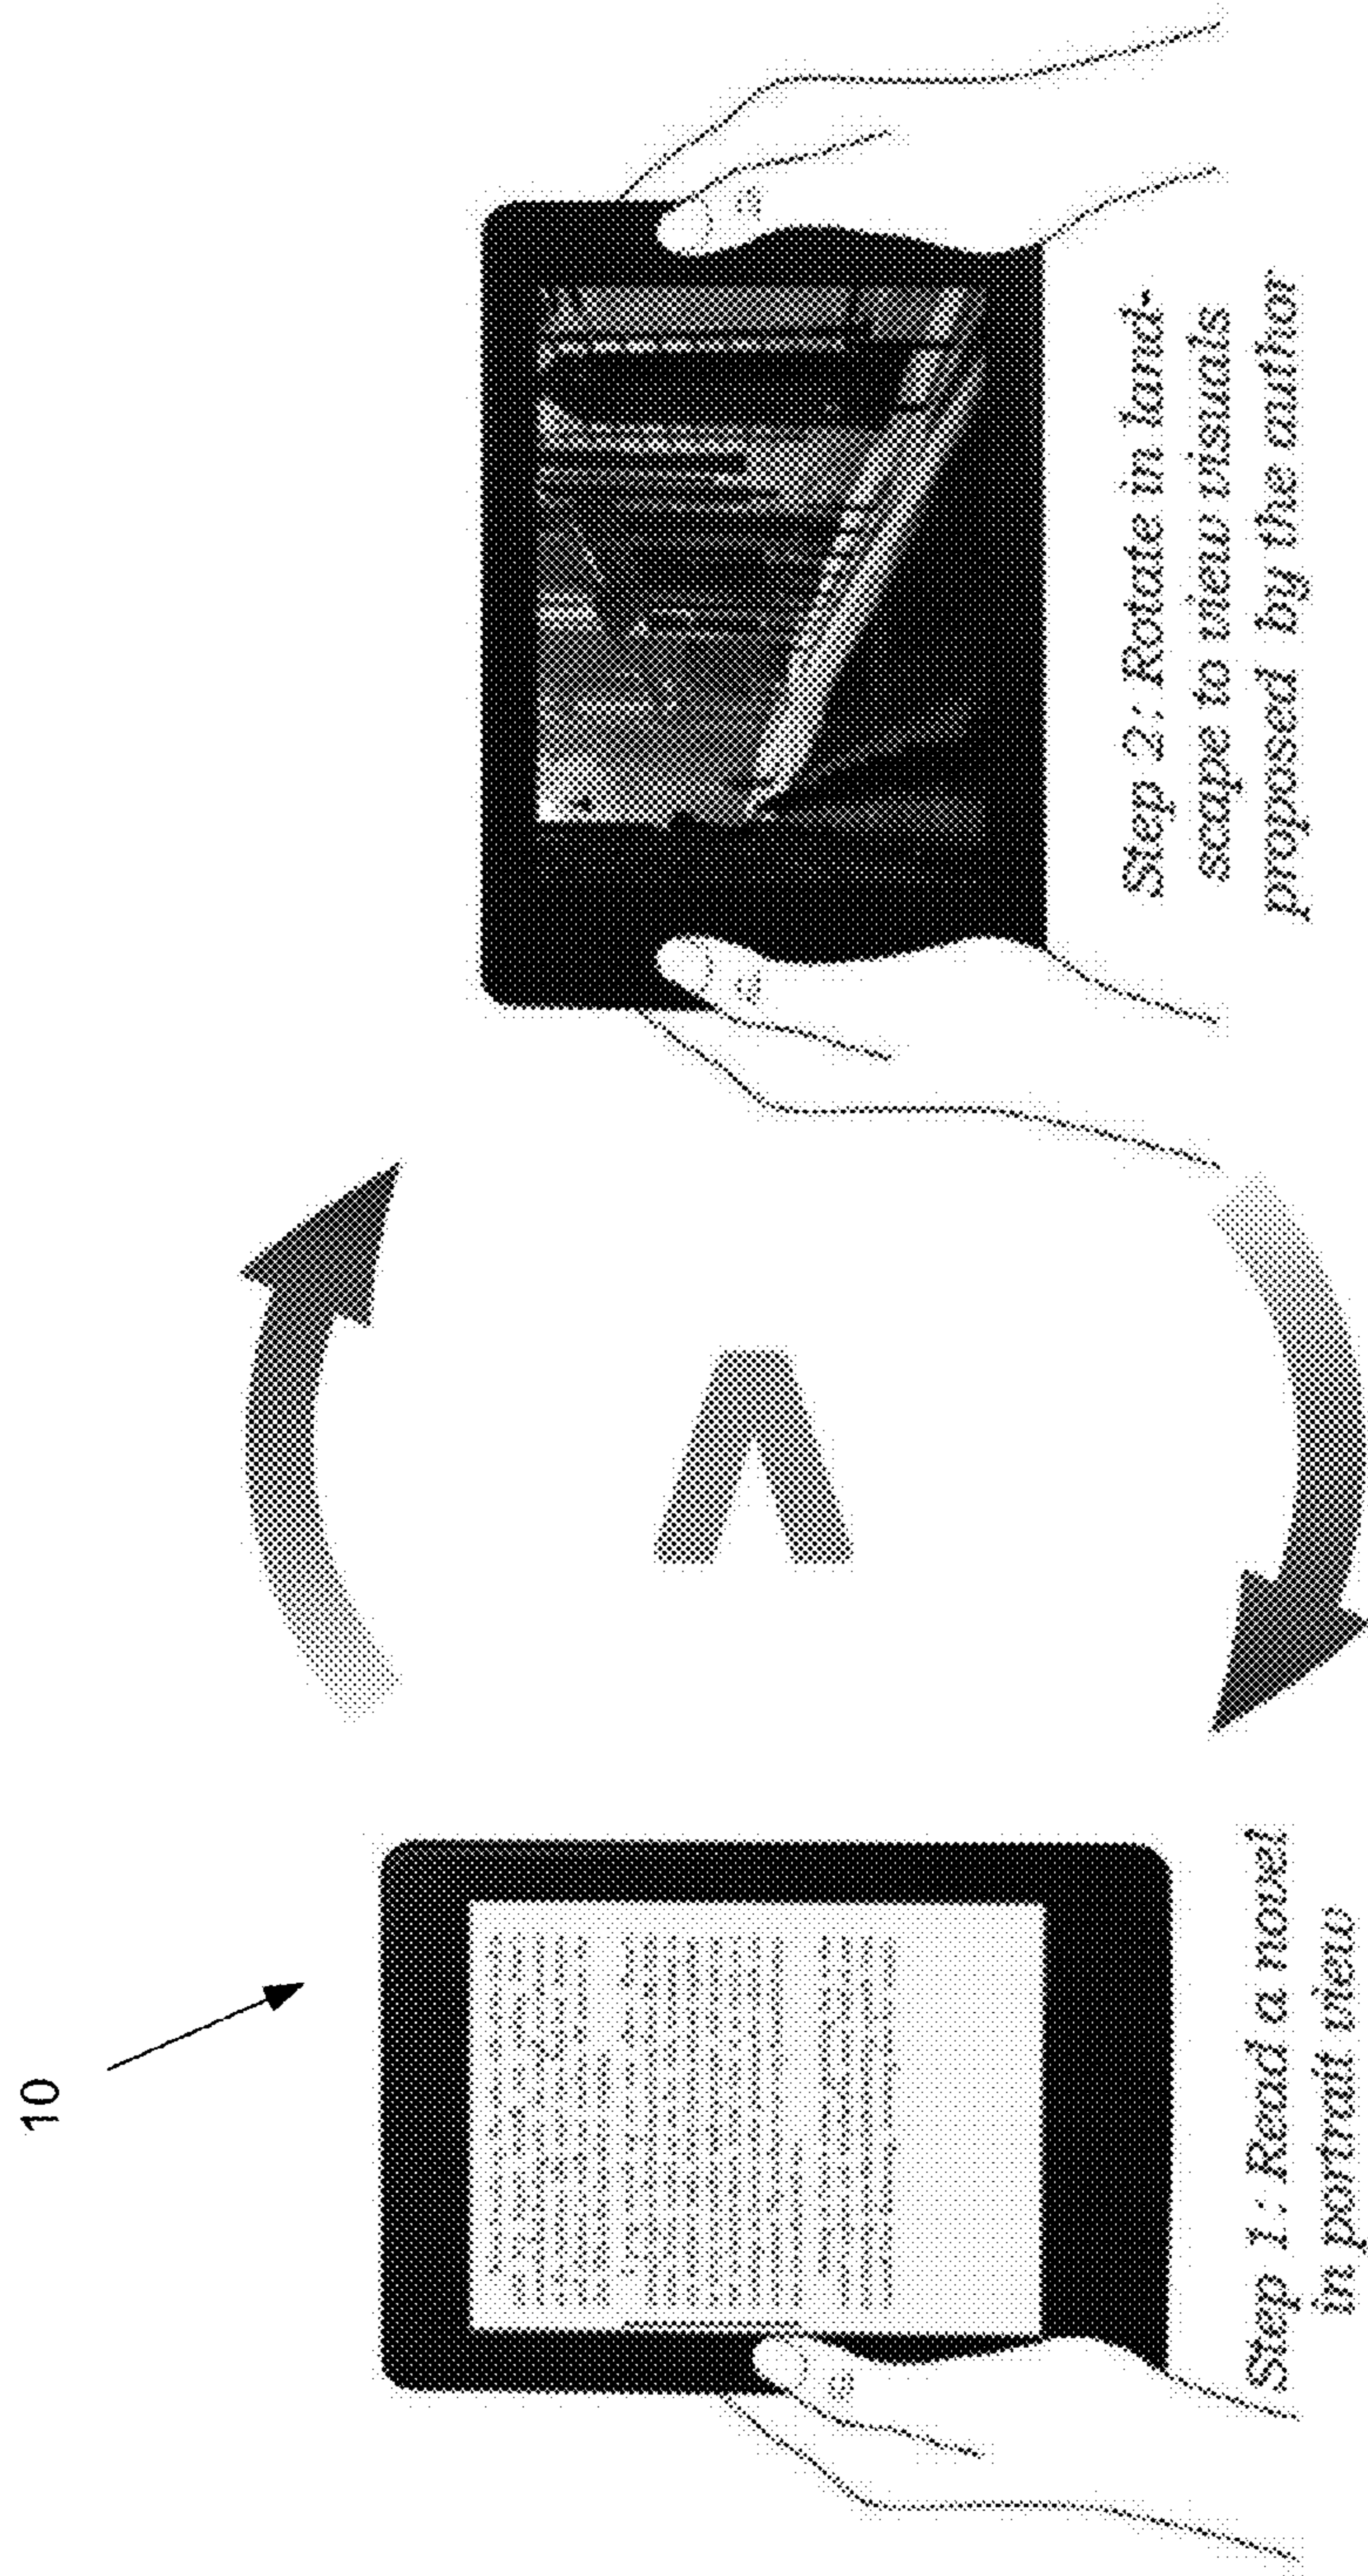 10
Step 1: Read a novel
in portrait view
Step 2: Rotate in land-
scape to view visuals
proposed by the author